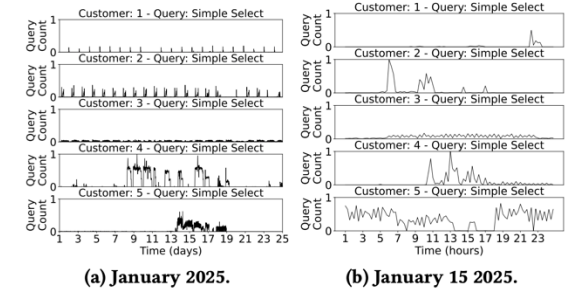 Customer: 1 - Query: Simple Select
Query Count
1
0
Customer: 2 - Query: Simple Select
Query Count
1
0
Customer: 3 - Query: Simple Select
Query Count
1
0
Customer: 4 - Query: Simple Select
Query Count
1
0
Customer: 5 - Query: Simple Select
Query Count
1
0
1 3 5 7 9 11 13 15 17 19 21 23 25
Time (days)
(a) January 2025.
Customer: 1 - Query: Simple Select
Query Count
1
0
Customer: 2 - Query: Simple Select
Query Count
1
0
Customer: 3 - Query: Simple Select
Query Count
1
0
Customer: 4 - Query: Simple Select
Query Count
1
0
Customer: 5 - Query: Simple Select
Query Count
1
0
1 3 5 7 9 11 13 15 17 19 21 23
Time (hours)
(b) January 15 2025.